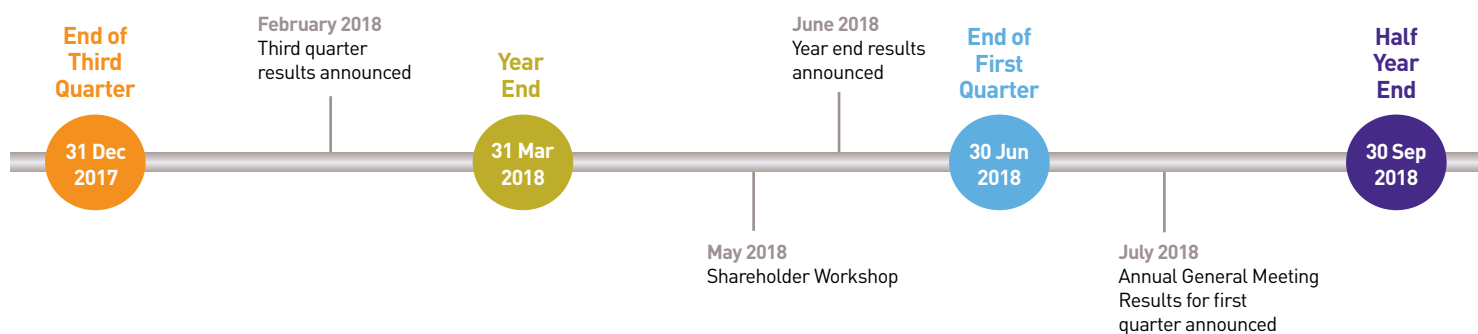 End of
Third
Quarter
31 Dec
2017
February 2018
Third quarter
results announced
Year
End
31 Mar
2018
May 2018
Shareholder Workshop
June 2018
Year end results
announced
End of
First
Quarter
30 Jun
2018
July 2018
Annual General Meeting
Results for first
quarter announced
Half
Year
End
30 Sep
2018